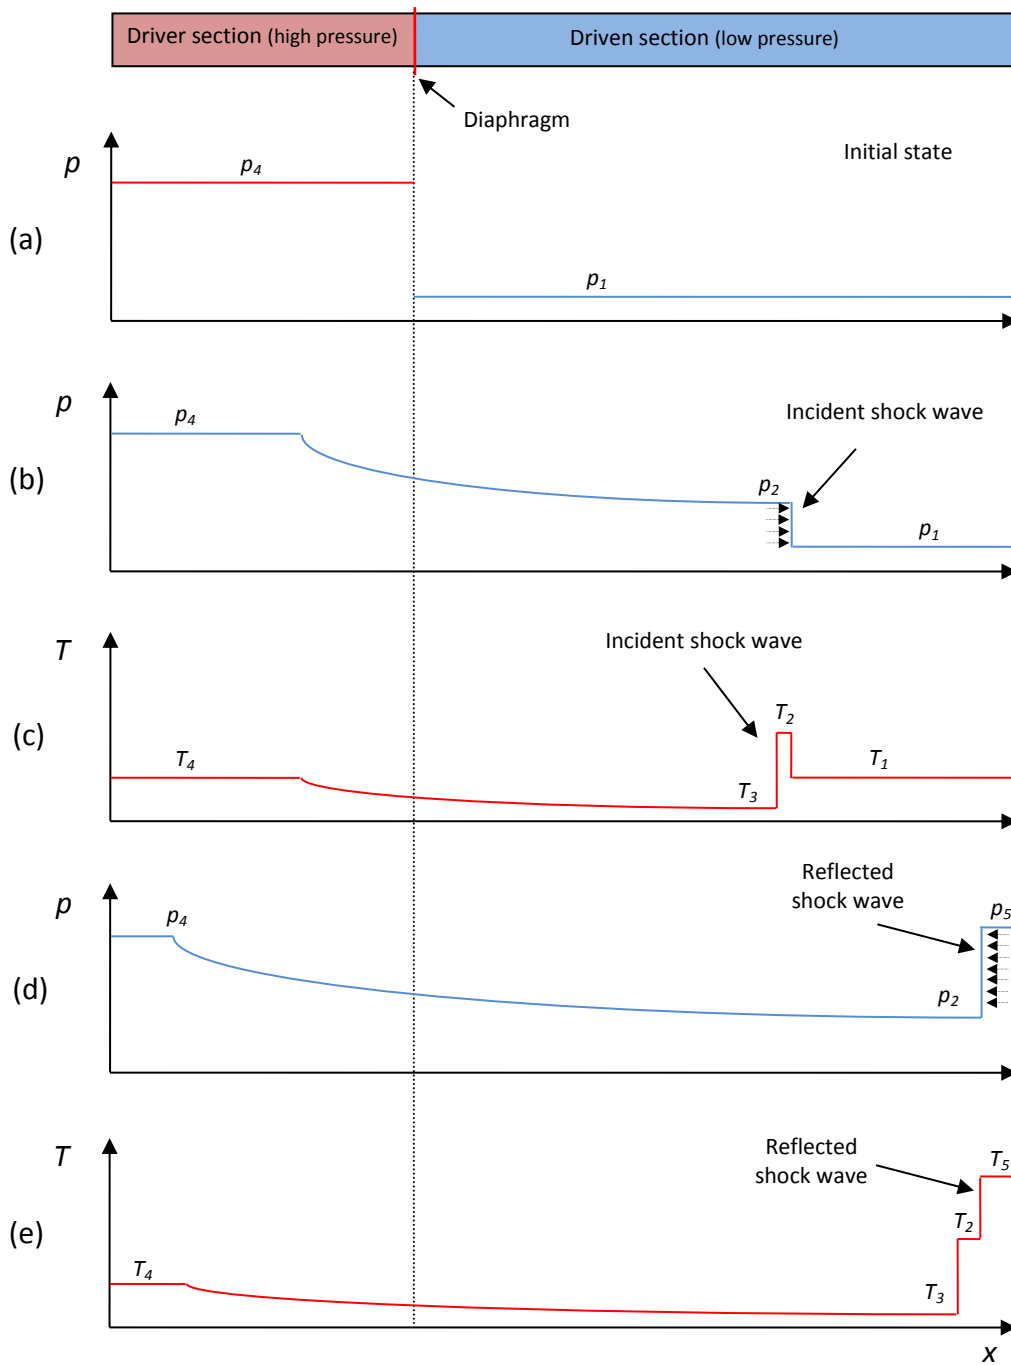 Driver section (high pressure)
Driven section (low pressure)
Diaphragm
p
p4
Initial state
(a)
p1
p
p4
Incident shock wave
(b)
p2
p1
T
Incident shock wave
T2
(c)
T4
T3
T1
p
p4
Reflected
shock wave
p5
(d)
p2
T
Reflected
shock wave
T5
T2
(e)
T4
T3
x